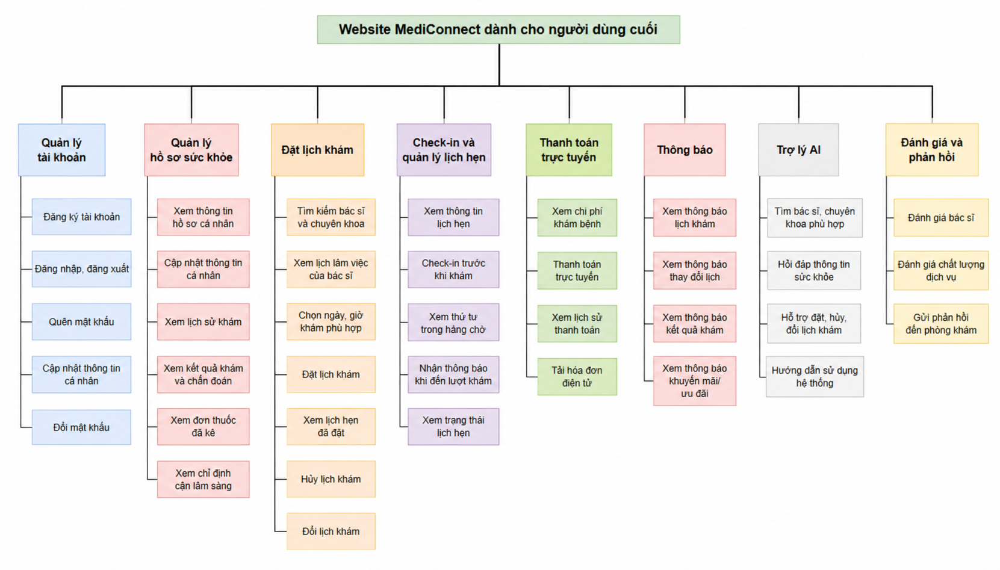 Website MediConnect dành cho người dùng cuối
Quản lý
tài khoản
Đăng ký tài khoản
Đăng nhập, đăng xuất
Quên mật khẩu
Cập nhật thông tin
cá nhân
Đổi mật khẩu
Quản lý
hồ sơ sức khỏe
Xem thông tin
hồ sơ cá nhân
Cập nhật thông tin
cá nhân
Xem lịch sử khám
Xem kết quả khám
và chẩn đoán
Xem đơn thuốc
đã kê
Xem chỉ định
cận lâm sàng
Đặt lịch khám
Tìm kiếm bác sĩ
và chuyên khoa
Xem lịch làm việc
của bác sĩ
Chọn ngày, giờ
khám phù hợp
Đặt lịch khám
Xem lịch hẹn
đã đặt
Hủy lịch khám
Đổi lịch khám
Check-in và
quản lý lịch hẹn
Xem thông tin
lịch hẹn
Check-in trước
khi khám
Xem thứ tự
trong hàng chờ
Nhận thông báo
khi đến lượt khám
Xem trạng thái
lịch hẹn
Thanh toán
trực tuyến
Xem chi phí
khám bệnh
Thanh toán
trực tuyến
Xem lịch sử
thanh toán
Tải hóa đơn
điện tử
Thông báo
Xem thông báo
lịch khám
Xem thông báo
thay đổi lịch
Xem thông báo
kết quả khám
Xem thông báo
khuyến mãi/
ưu đãi
Trợ lý AI
Tìm bác sĩ, chuyên
khoa phù hợp
Hỏi đáp thông tin
sức khỏe
Hỗ trợ đặt, hủy,
đổi lịch khám
Hướng dẫn sử dụng
hệ thống
Đánh giá và
phản hồi
Đánh giá bác sĩ
Đánh giá chất lượng
dịch vụ
Gửi phản hồi
đến phòng khám